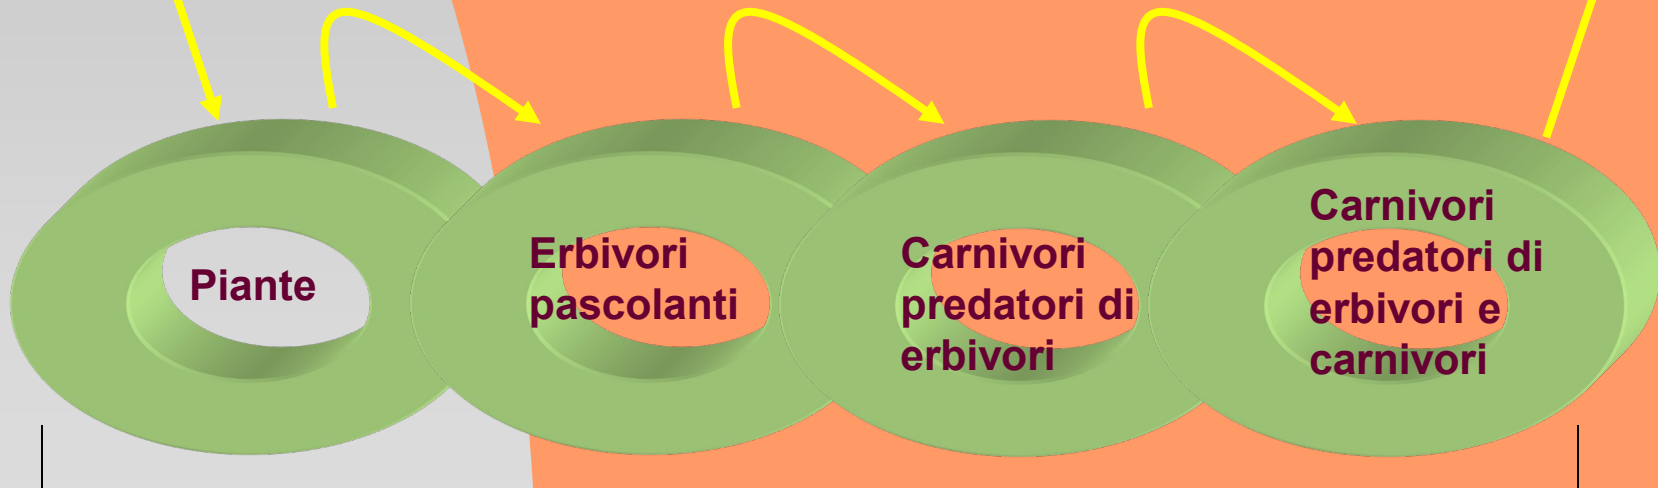 Piante
Erbivori
pascolanti
Carnivori
predatori di
erbivori
Carnivori
predatori di
erbivori e
carnivori